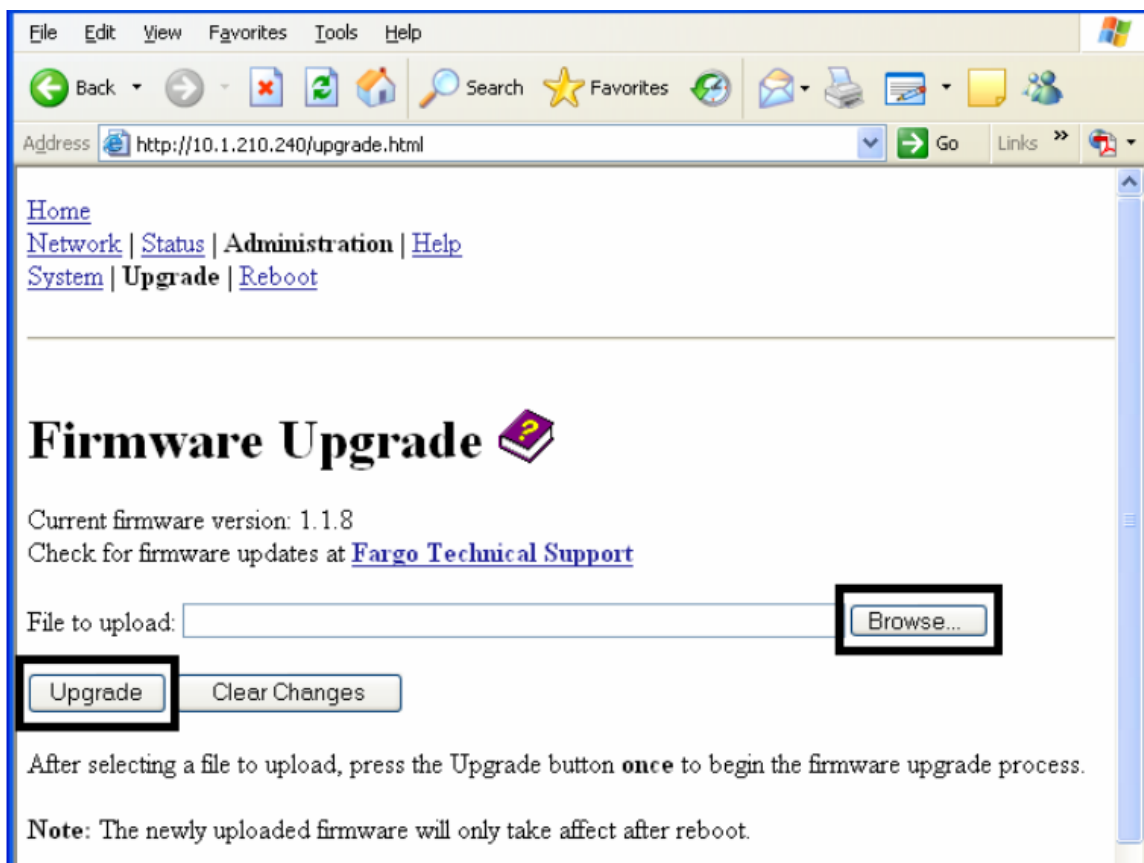 File Edit View Favorites Tools Help
Back Search Favorites
Address http://10.1.210.240/upgrade.html Go Links »
Home
Network | Status | Administration | Help
System | Upgrade | Reboot
Firmware Upgrade ?
Current firmware version: 1.1.8
Check for firmware updates at Fargo Technical Support
File to upload: Browse...
Upgrade Clear Changes
After selecting a file to upload, press the Upgrade button once to begin the firmware upgrade process.
Note: The newly uploaded firmware will only take affect after reboot.